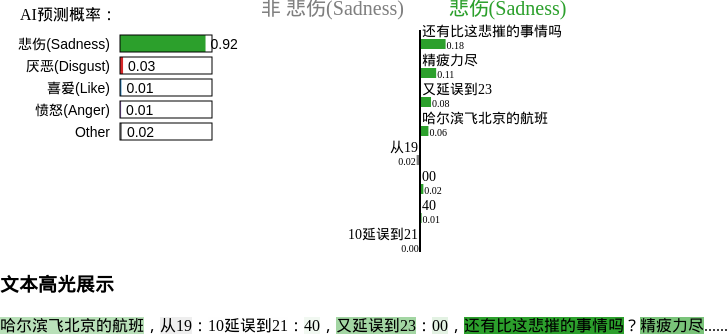 AI预测概率：
悲伤(Sadness) 0.92
厌恶(Disgust) 0.03
喜爱(Like) 0.01
愤怒(Anger) 0.01
Other 0.02
非 悲伤(Sadness) 悲伤(Sadness)
还有比这悲摧的事情吗
0.18
精疲力尽
0.11
又延误到23
0.08
哈尔滨飞北京的航班
0.06
从19
0.02
00
0.02
40
0.01
10延误到21
0.00
文本高光展示
哈尔滨飞北京的航班，从19：10延误到21：40，又延误到23：00，还有比这悲摧的事情吗？精疲力尽......